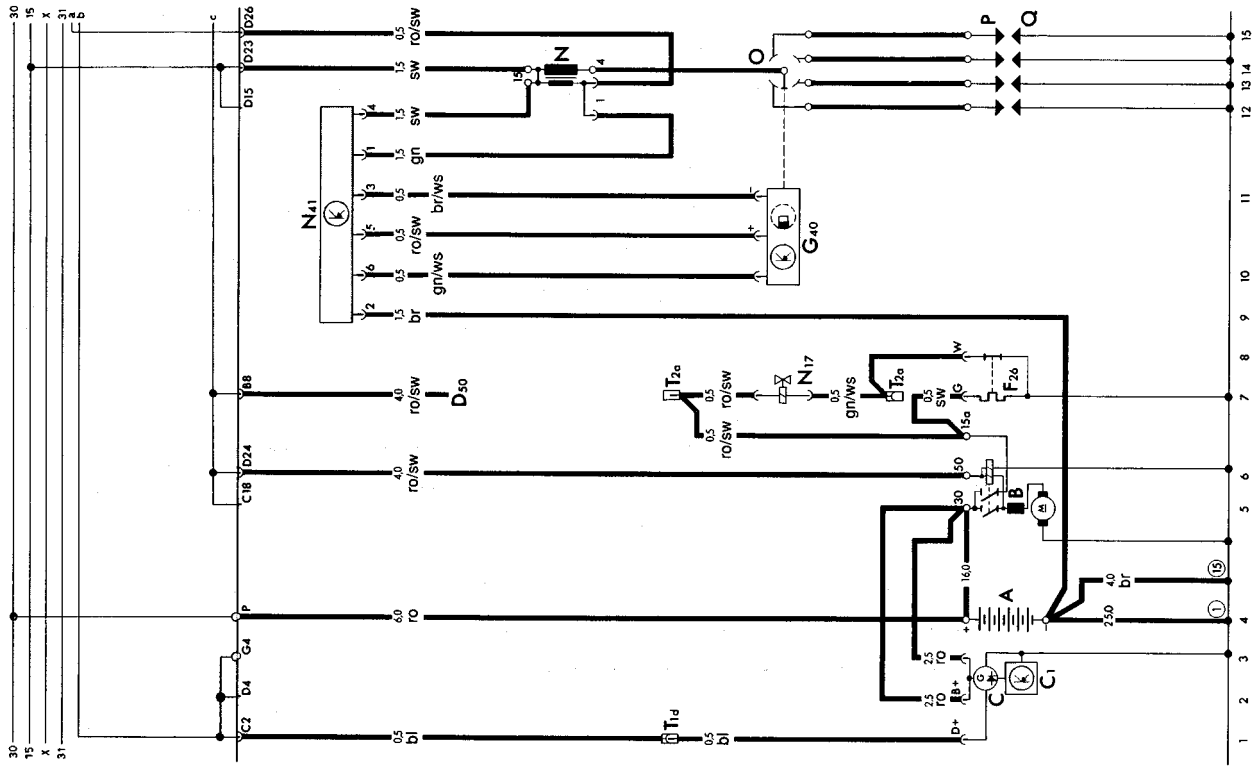 30
15
X
31
a
b
c
30
15
X
31
C2
D4
G4
P
C18
D24
B8
D15
D23
D26
0,5
bl
6,0
ro
4,0
ro/sw
4,0
ro/sw
D50
N41
2
6
5
3
1
4
1,5
br
0,5
gn/ws
0,5
ro/sw
0,5
br/ws
1,5
gn
1,5
sw
1,5
sw
0,5
ro/sw
15
N
1
4
T1d
0,5
bl
T2a
0,5
ro/sw
0,5
ro/sw
N17
0,5
gn/ws
T2a
+
-
G40
O
P
Q
D+
B+
2,5
ro
2,5
ro
30
50
15a
0,5
sw
G
W
F26
C
G
C1
+
-
A
16,0
B
M
25,0
4,0
br
1
15
1
2
3
4
5
6
7
8
9
10
11
12
13
14
15